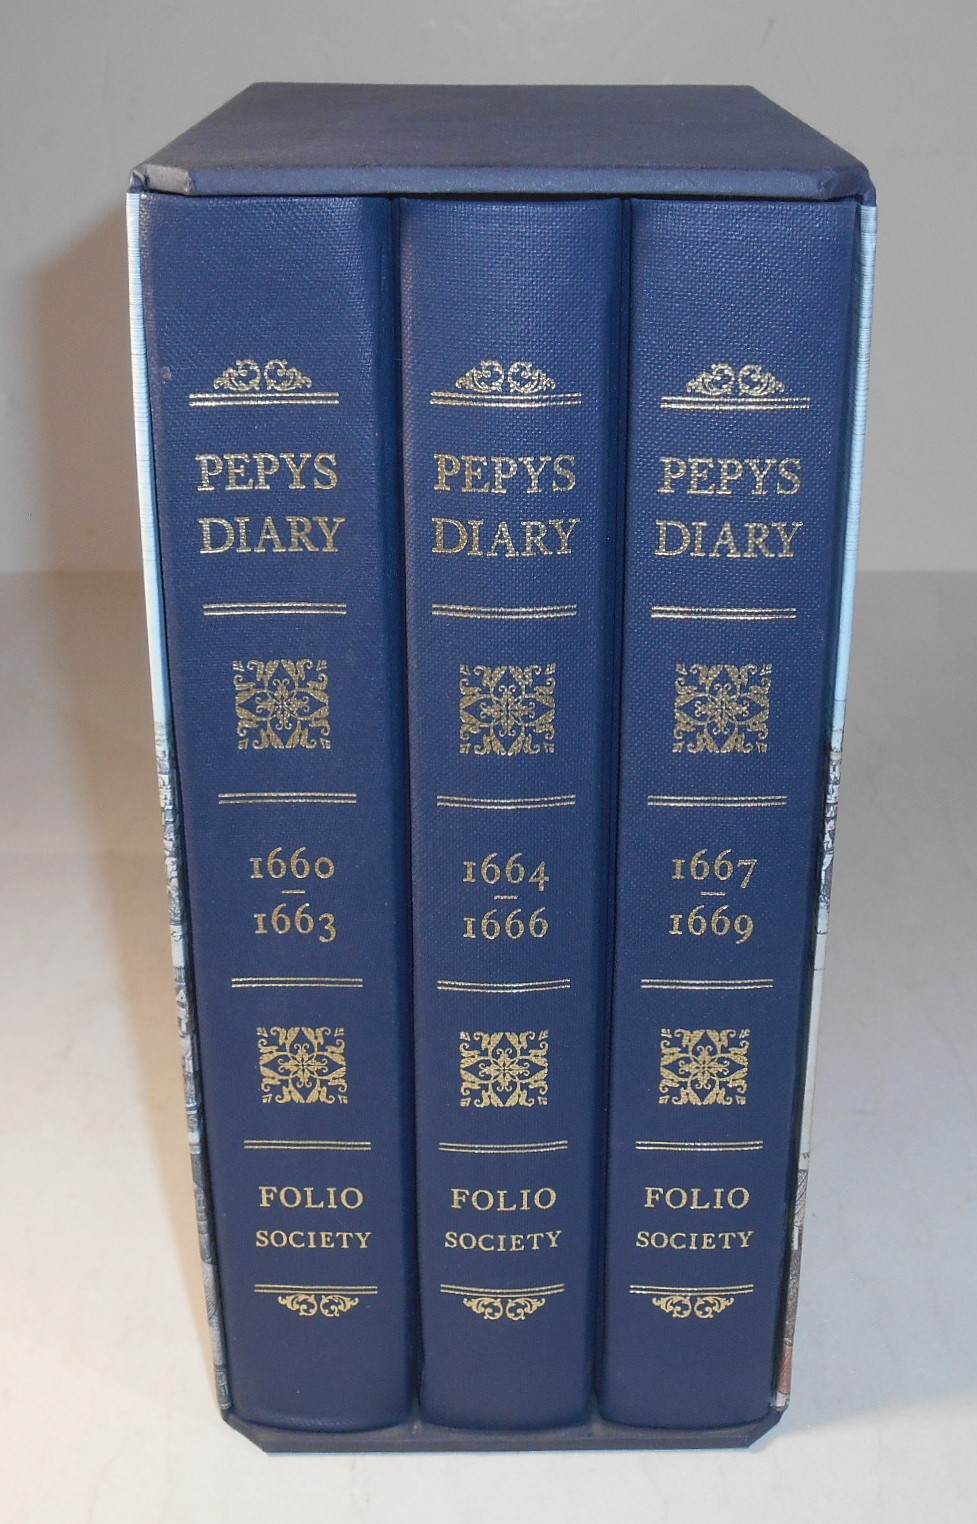 PEPYS
DIARY
1660
1663
FOLIO
SOCIETY
PEPYS
DIARY
1664
1666
FOLIO
SOCIETY
PEPYS
DIARY
1667
1669
FOLIO
SOCIETY